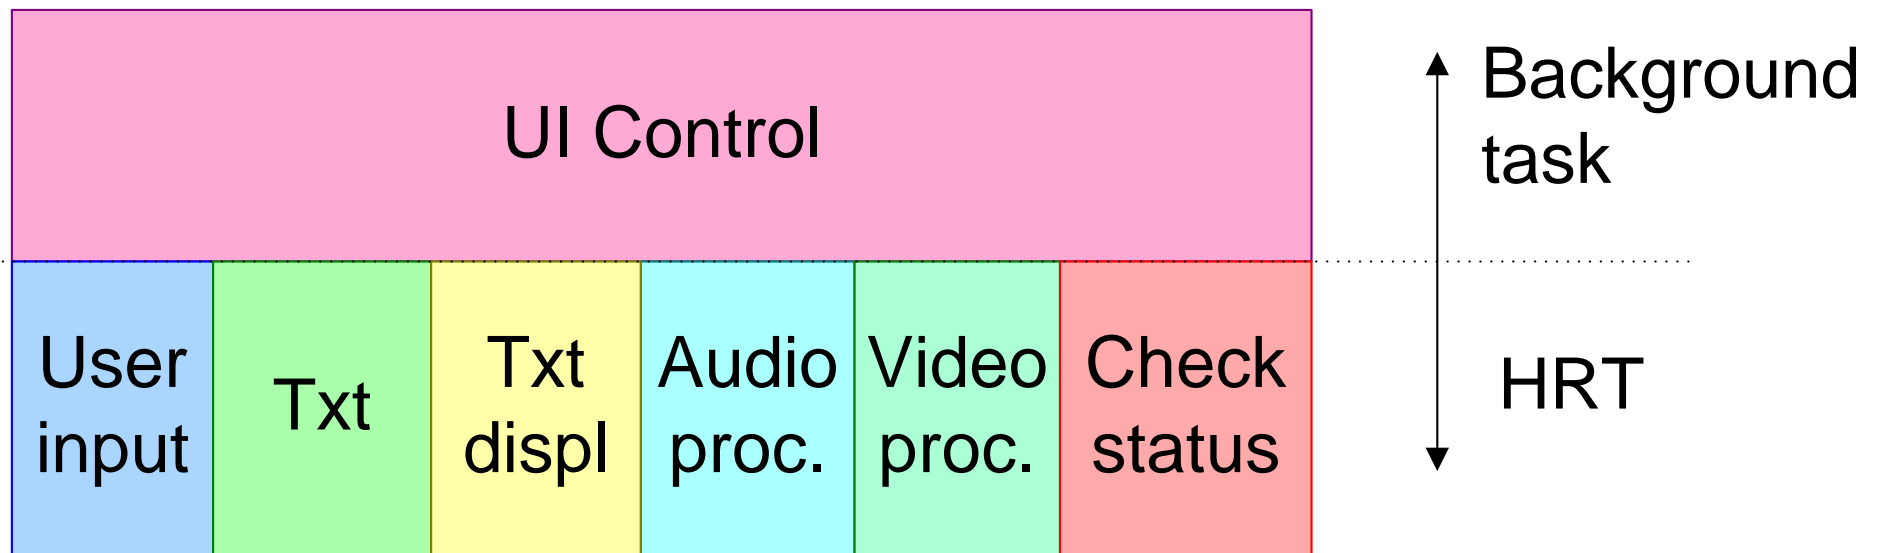 UI Control
Background
task
User
input
Txt
Txt
displ
Audio
proc.
Video
proc.
Check
status
HRT